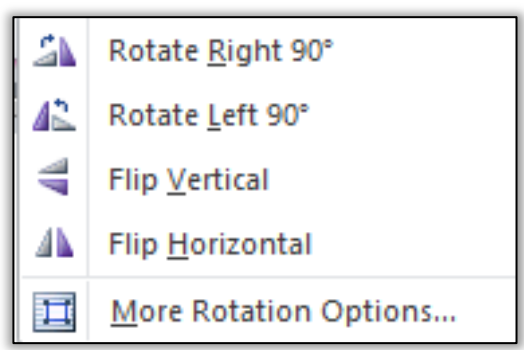 Rotate Right 90°
Rotate Left 90°
Flip Vertical
Flip Horizontal
More Rotation Options...